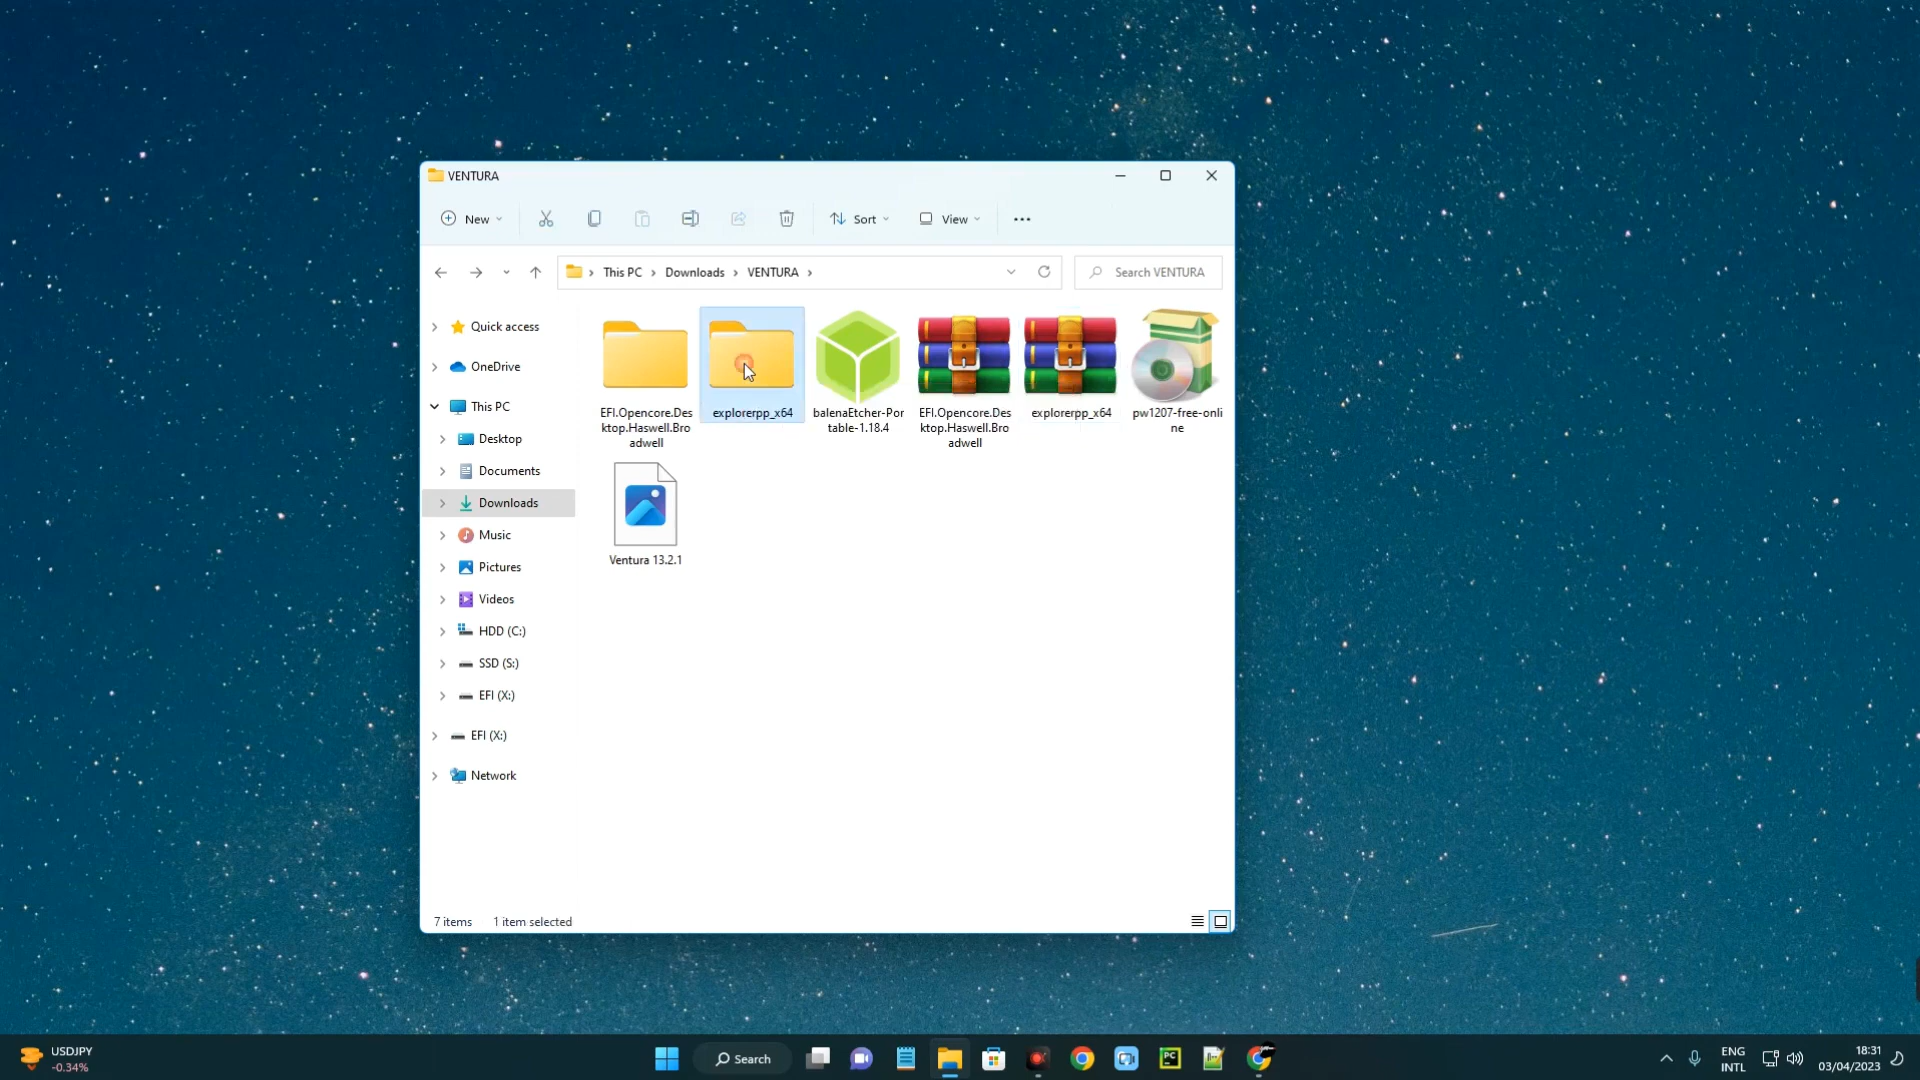 VENTURA
New
Sort
View
This PC
Downloads
VENTURA
Search VENTURA
Quick access
OneDrive
This PC
Desktop
Documents
Downloads
Music
Pictures
Videos
HDD (C:)
SSD (S:)
EFI (X:)
EFI (X:)
Network
EFI.Opencore.Des
ktop.Haswell.Bro
adwell
explorerpp_x64
balenaEtcher-Por
table-1.18.4
EFI.Opencore.Des
ktop.Haswell.Bro
adwell
explorerpp_x64
pw1207-free-onli
ne
Ventura 13.2.1
7 items
1 item selected
USDJPY
-0.34%
Search
PC
ENG
INTL
18:31
03/04/2023